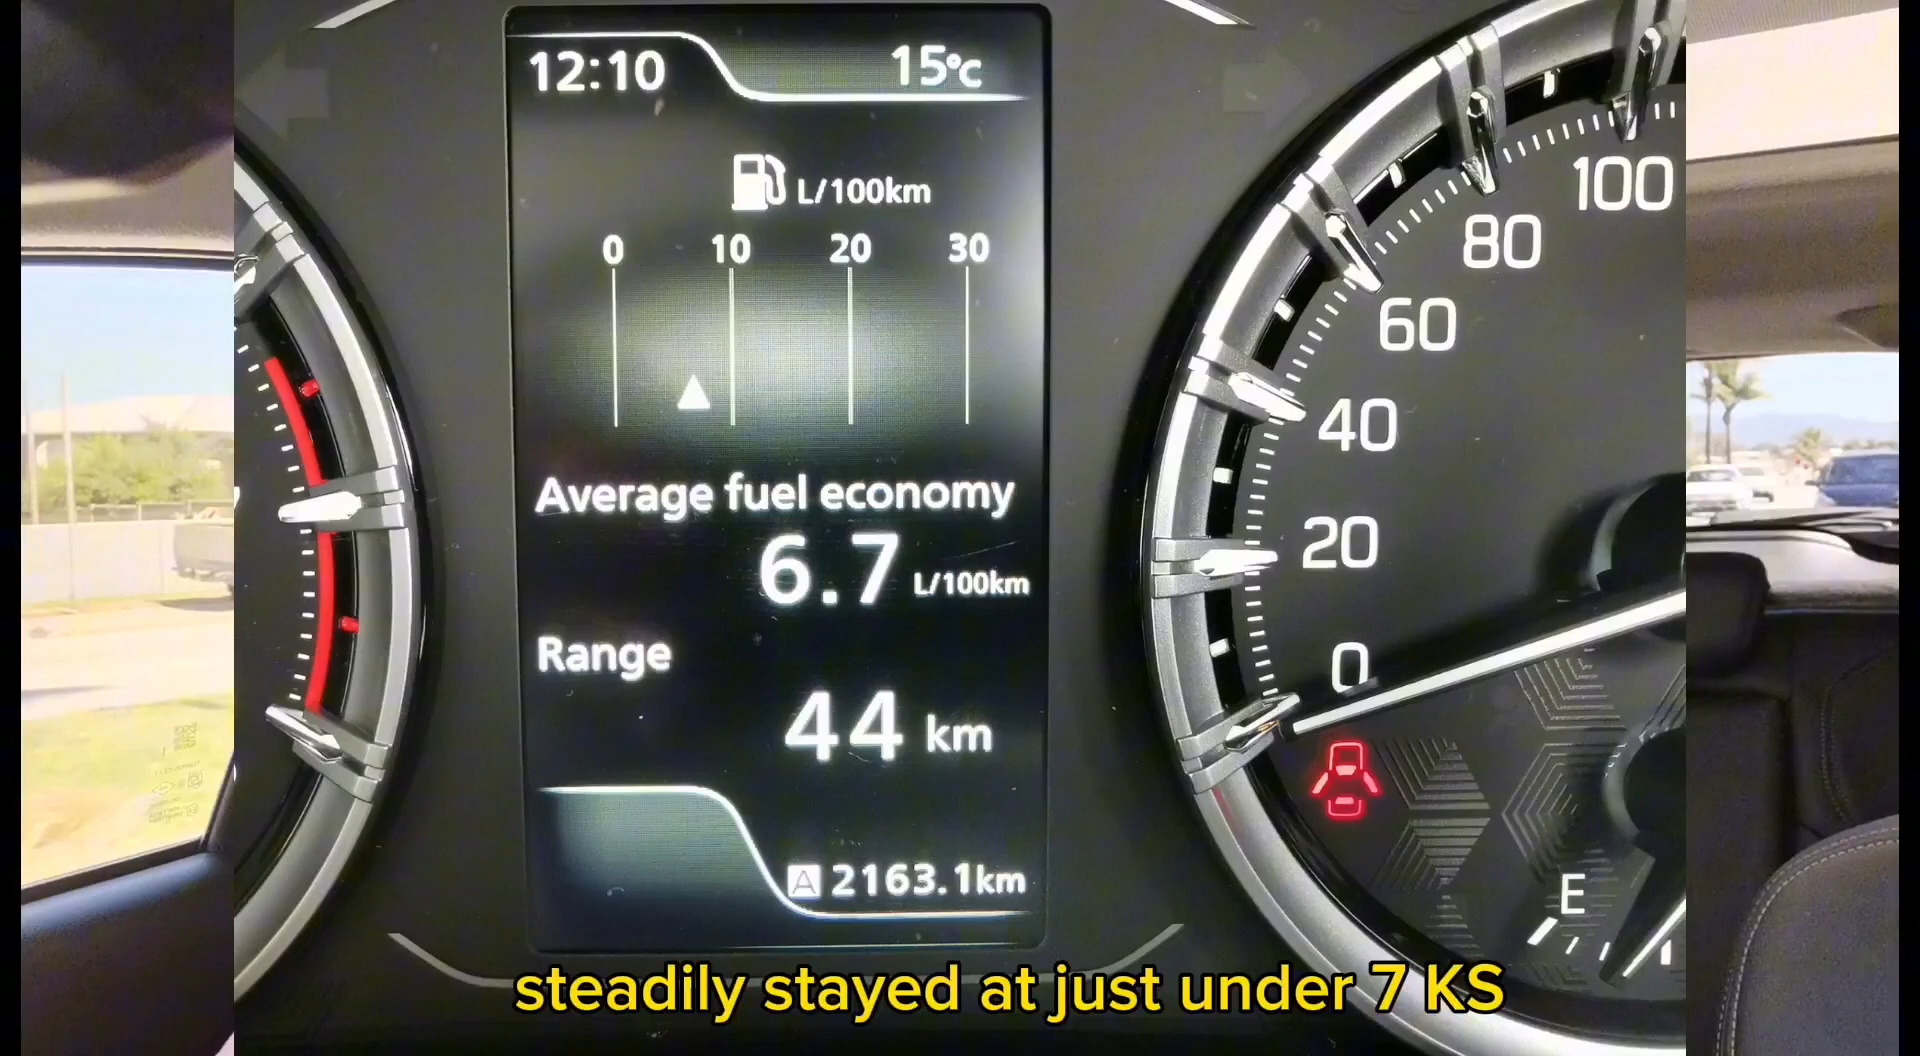 12:10 15°C
L/100km
0 10 20 30
Average fuel economy
6.7 L/100km
Range
44 km
A 2163.1km
100
80
60
40
20
0
E
steadily stayed at just under 7 KS